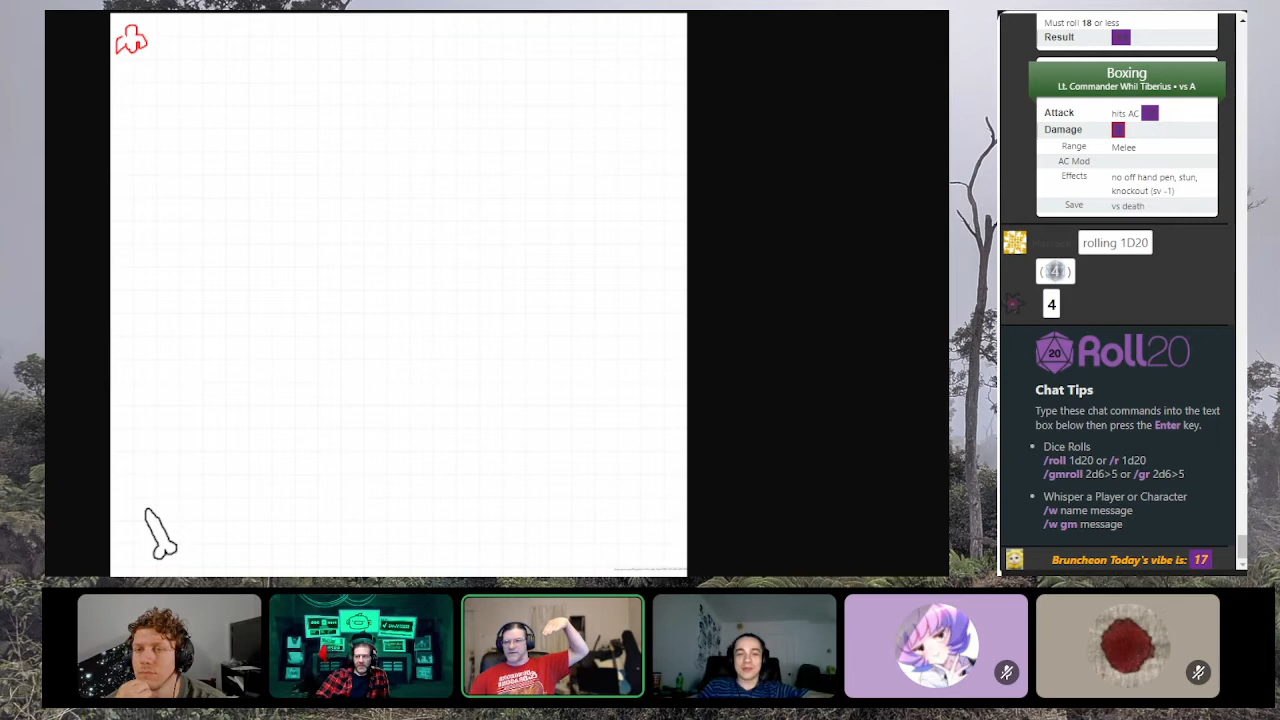 Must roll 18 or less
Result
Boxing
Lt. Commander Whil Tiberius • vs A
Attack hits AC
Damage
Range Melee
AC Mod
Effects no off hand pen, stun,
knockout (sv -1)
Save vs death
rolling 1D20
(4)
4
20 Roll20
Chat Tips
Type these chat commands into the text
box below then press the Enter key.
Dice Rolls
/roll 1d20 or /r 1d20
/gmroll 2d6>5 or /gr 2d6>5
Whisper a Player or Character
/w name message
/w gm message
Bruncheon Today's vibe is: 17